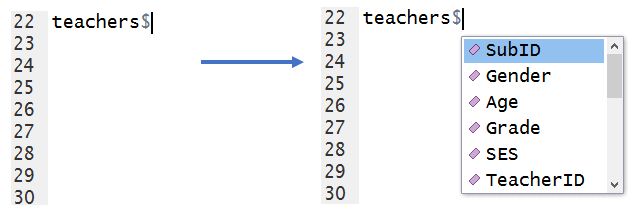 22 teachers$
23
24
25
26
27
28
29
30
22 teachers$
23 SubID
24 Gender
25 Age
26 Grade
27 SES
28 TeacherID
29
30